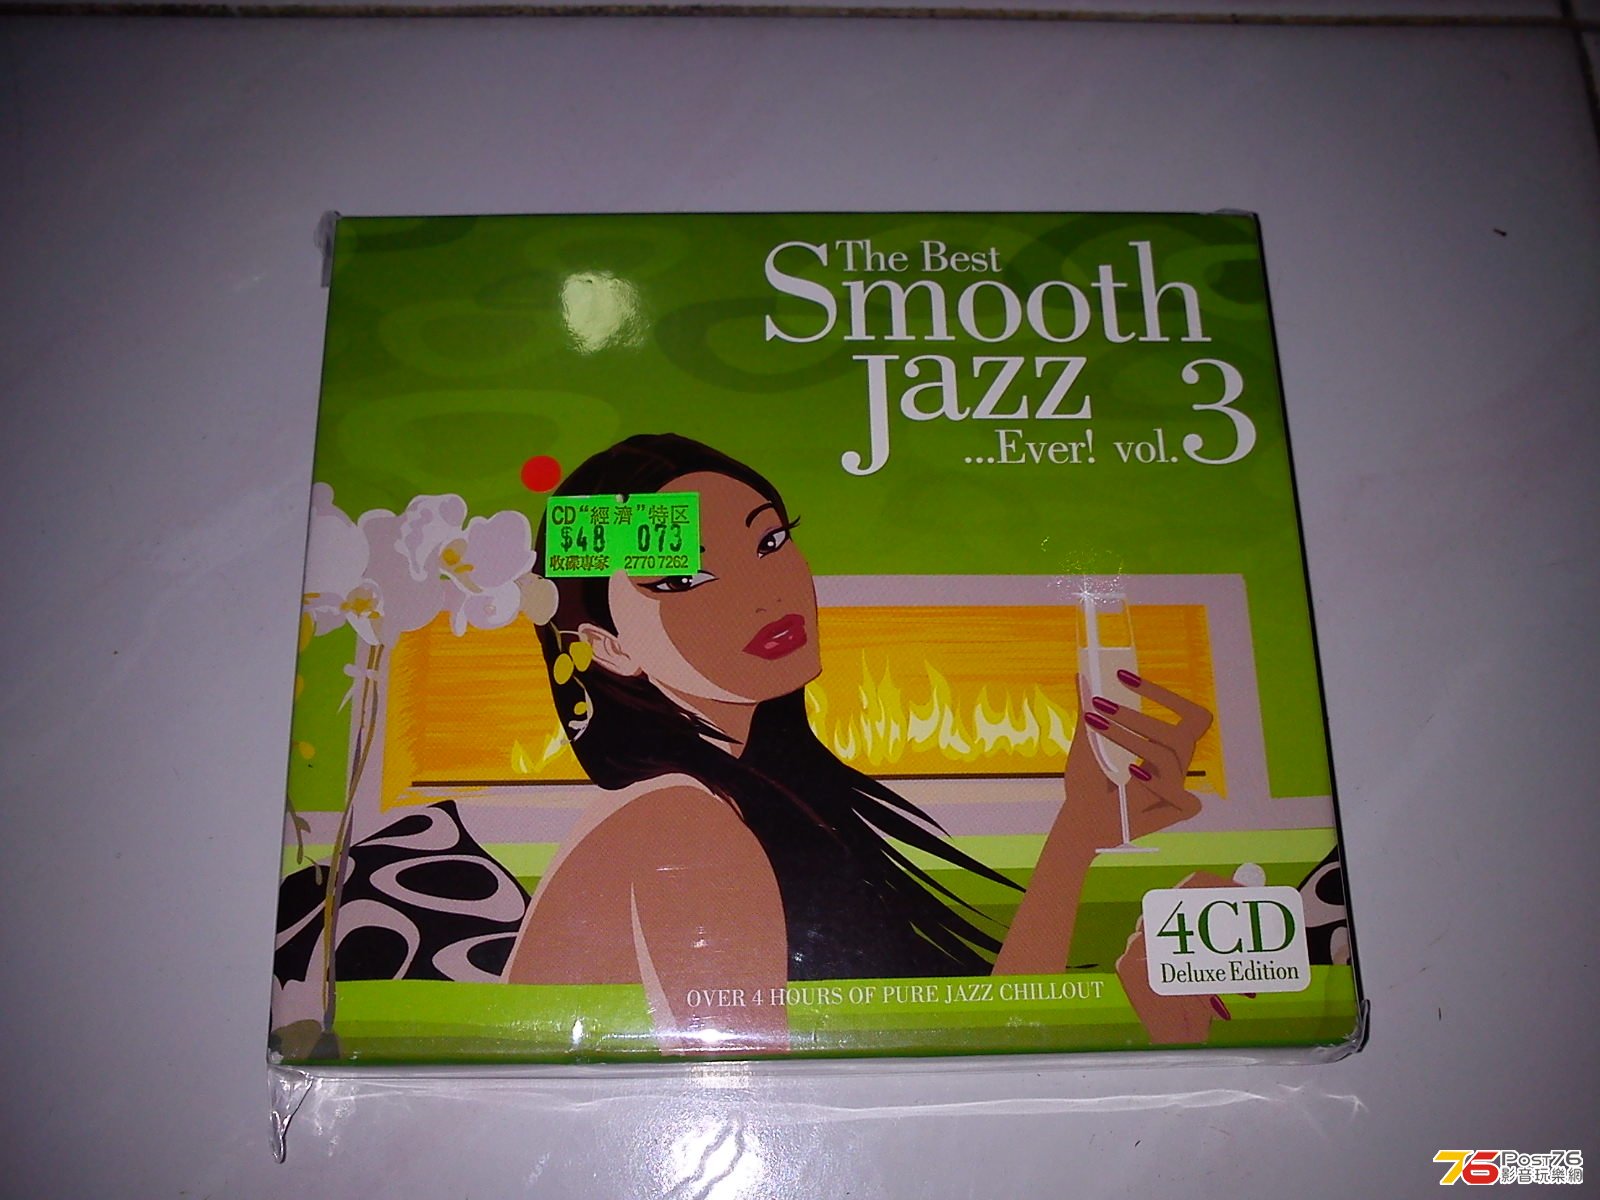 The Best
Smooth
Jazz
...Ever! vol.3
CD“經濟”特区
$48 073
收碟專家 2770 7262
4CD
Deluxe Edition
OVER 4 HOURS OF PURE JAZZ CHILLOUT
76 Post76
影音玩樂網